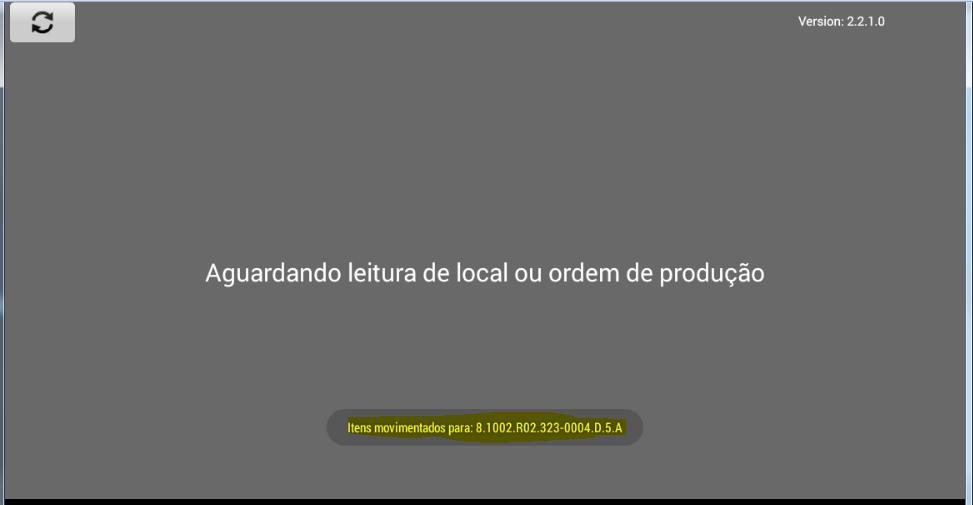 Version: 2.2.1.0
Aguardando leitura de local ou ordem de produção
Itens movimentados para: 8.1002.R02.323-0004.D.5.A